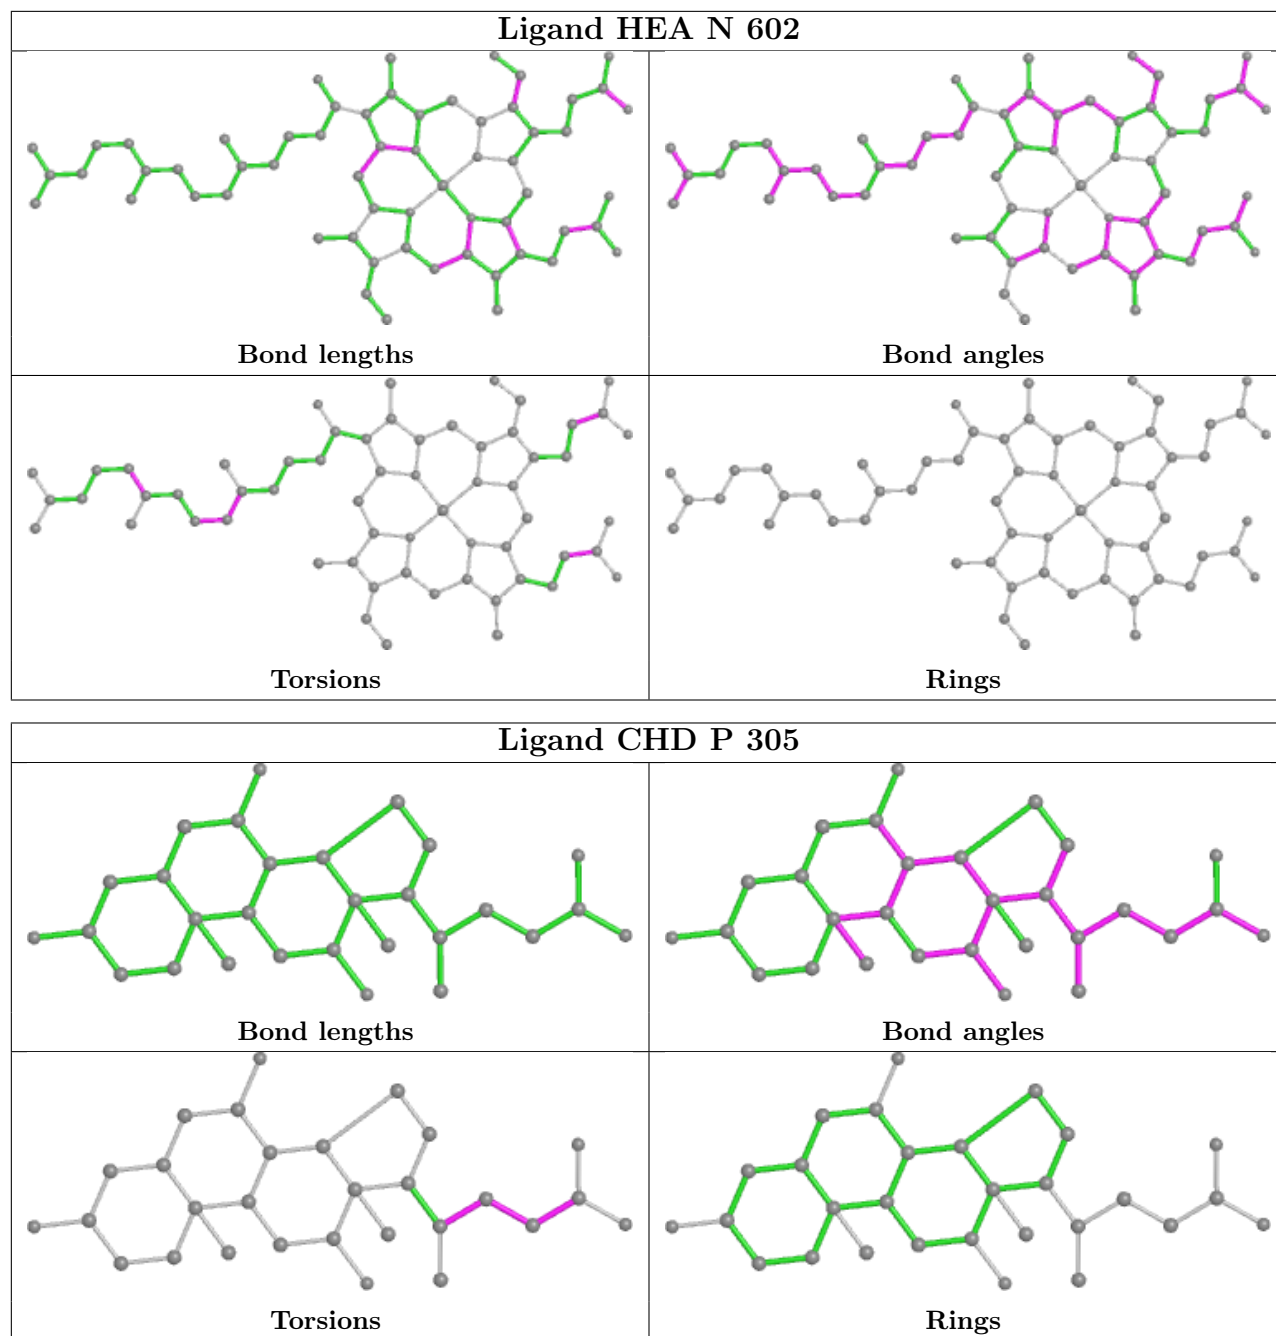 Ligand HEA N 602
Bond lengths
Bond angles
Torsions
Rings
Ligand CHD P 305
Bond lengths
Bond angles
Torsions
Rings